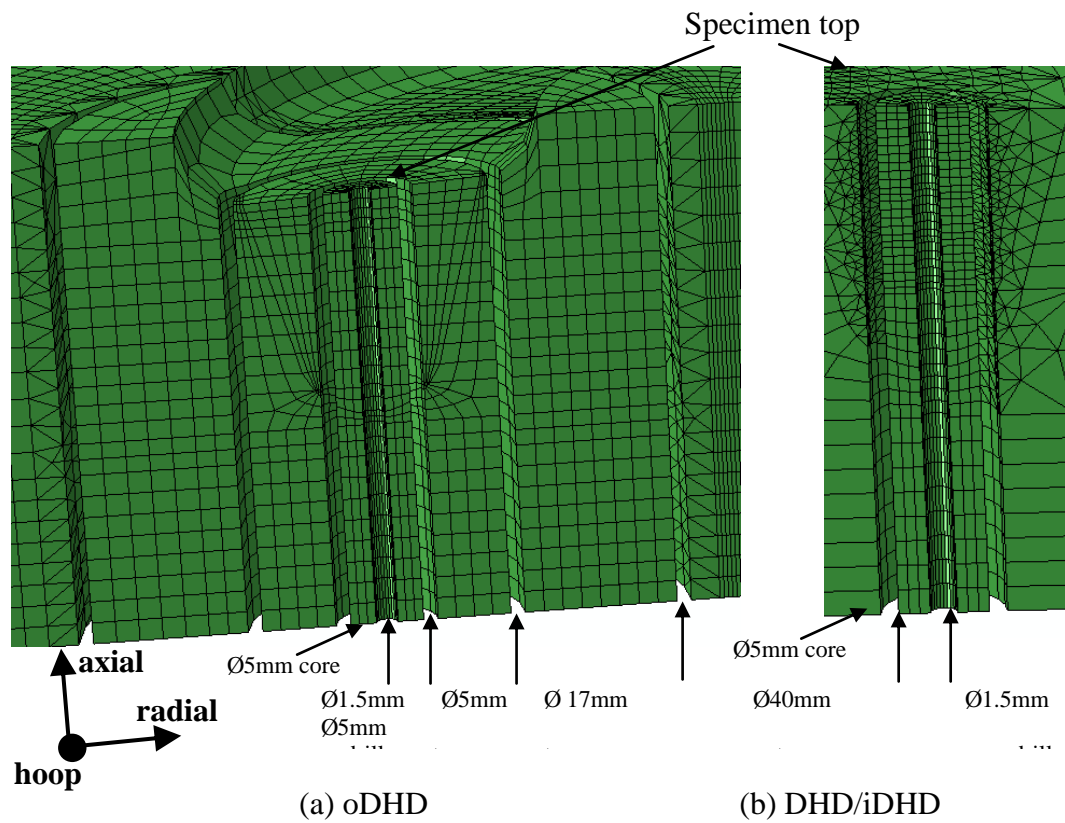 Specimen top
axial
radial
hoop
Ø5mm core
Ø1.5mm Ø5mm Ø 17mm Ø40mm Ø1.5mm
Ø5mm
Ø5mm core
(a) oDHD (b) DHD/iDHD